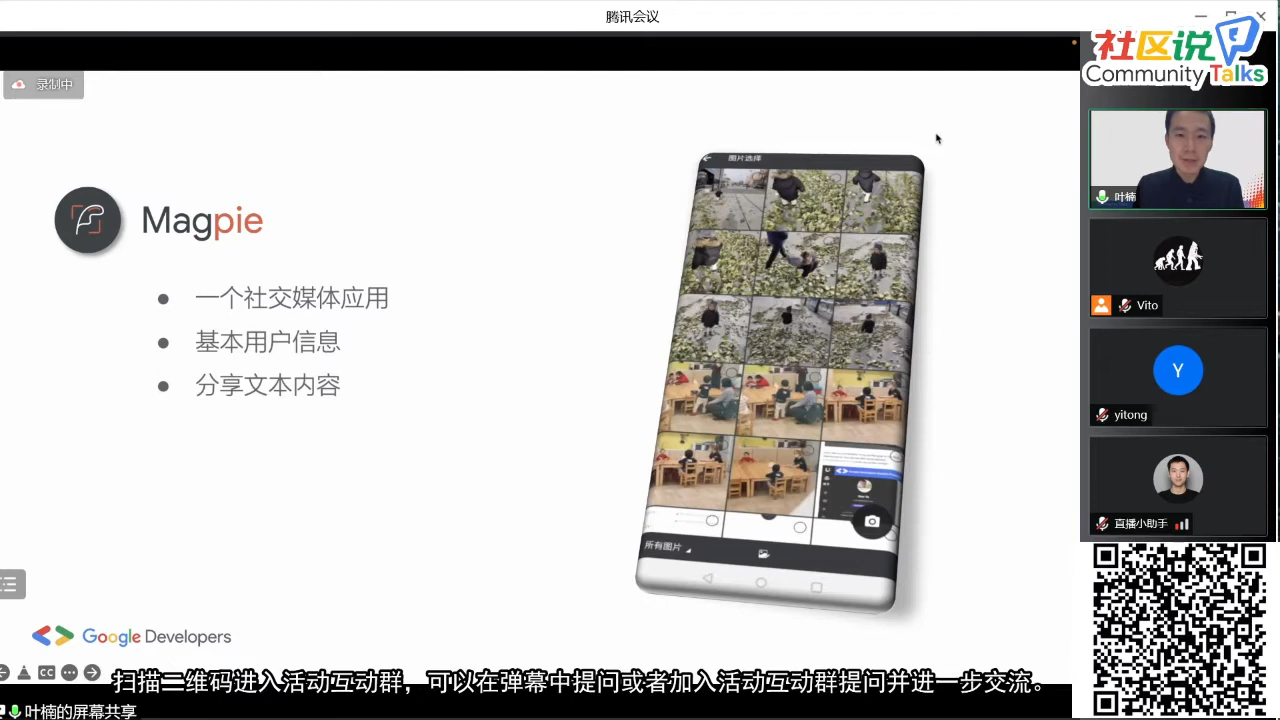 腾讯会议
社区说
Community Talks
录制中
图片选择
Magpie
一个社交媒体应用
基本用户信息
分享文本内容
所有图片
叶楠
Vito
Y
yitong
直播小助手
Google Developers
CC
扫描二维码进入活动互动群，可以在弹幕中提问或者加入活动互动群提问并进一步交流。
叶楠的屏幕共享